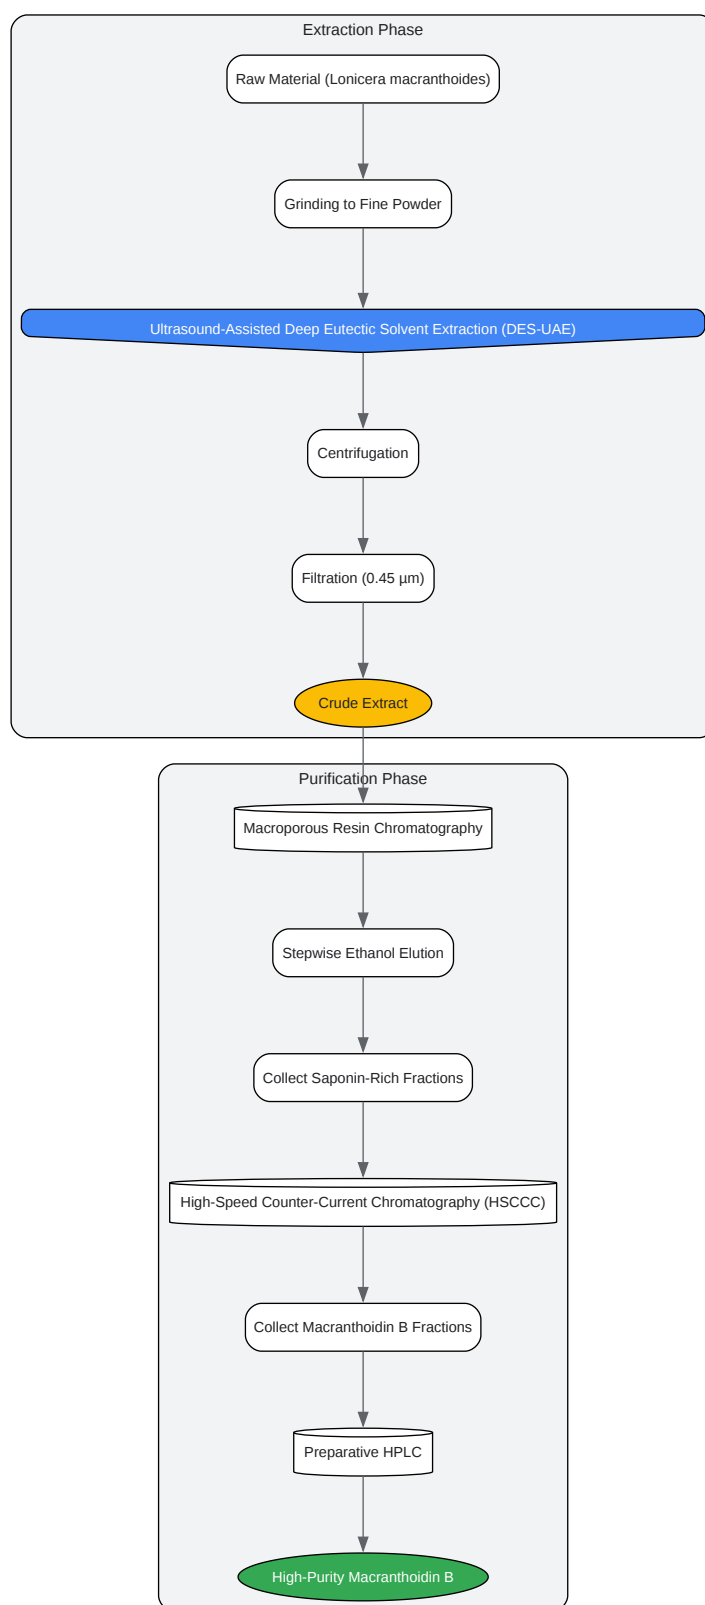 Extraction Phase
Raw Material (Lonicera macranthoides)
Grinding to Fine Powder
Ultrasound-Assisted Deep Eutectic Solvent Extraction (DES-UAE)
Centrifugation
Filtration (0.45 µm)
Crude Extract
Purification Phase
Macroporous Resin Chromatography
Stepwise Ethanol Elution
Collect Saponin-Rich Fractions
High-Speed Counter-Current Chromatography (HSCCC)
Collect Macranthoidin B Fractions
Preparative HPLC
High-Purity Macranthoidin B